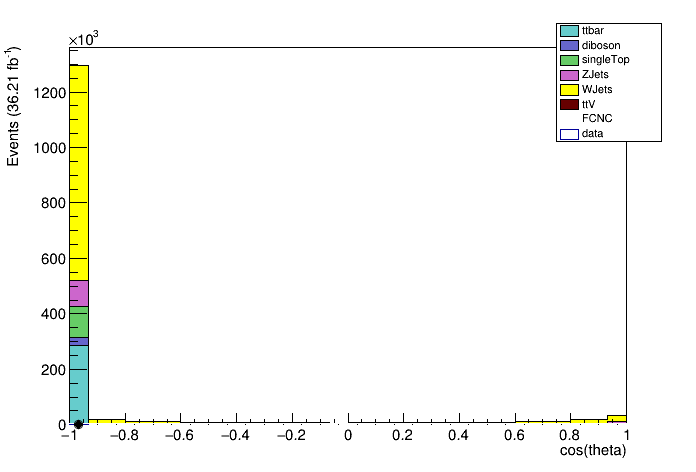 ×10³
Events (36.21 fb⁻¹)
ttbar
diboson
singleTop
ZJets
WJets
ttV
FCNC
data
1200
1000
800
600
400
200
0
−1 −0.8 −0.6 −0.4 −0.2 0 0.2 0.4 0.6 0.8 1
cos(theta)